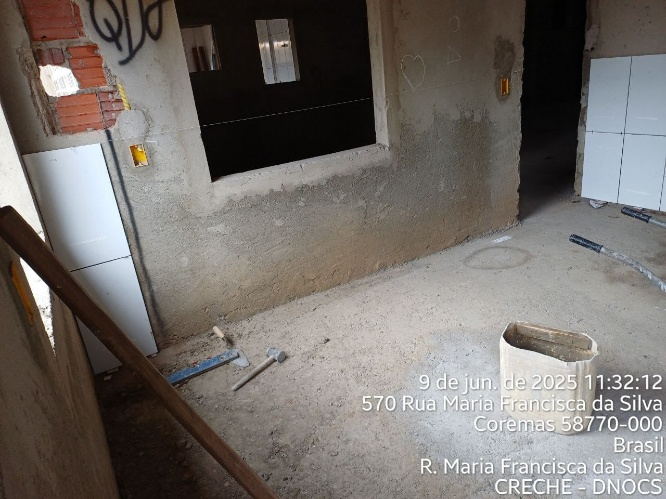 9 de jun. de 2025 11:32:12
570 Rua Maria Francisca da Silva
Coremas 58770-000
Brasil
R. Maria Francisca da Silva
CRECHE - DNOCS